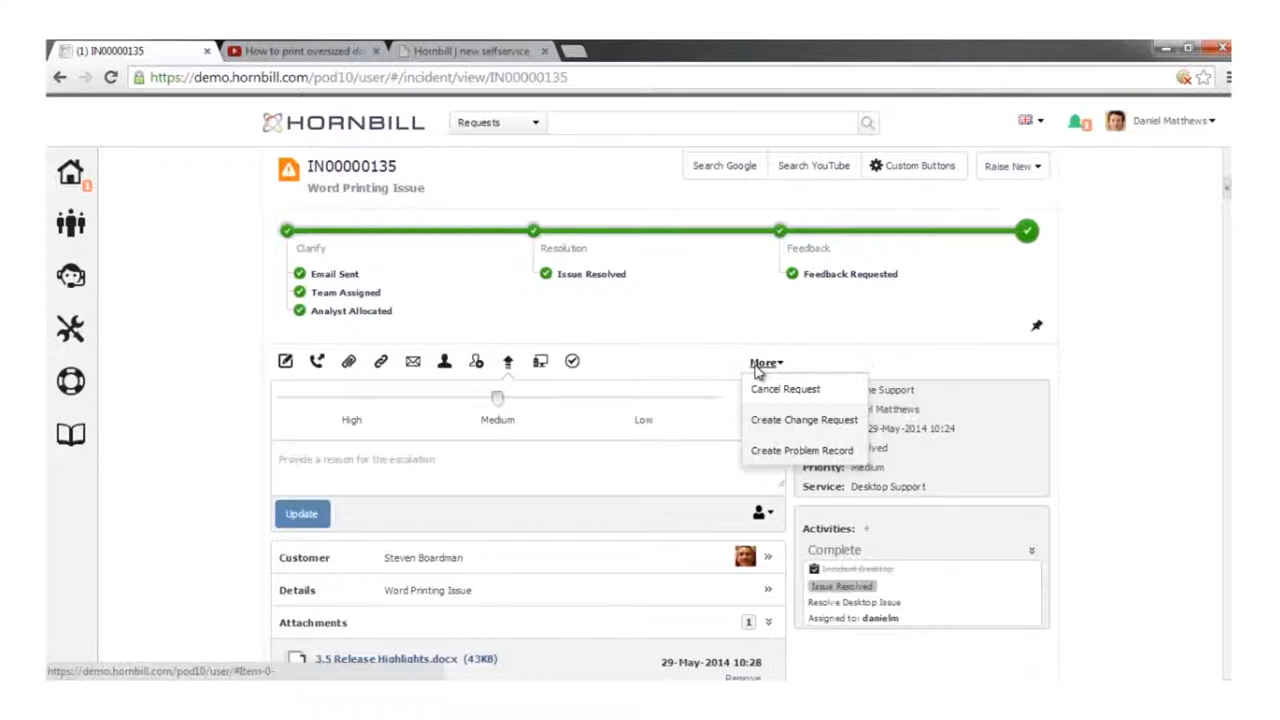 (1) IN00000135
How to print oversized do
Hornbill | new selfservice
https://demo.hornbill.com/pod10/user/#/incident/view/IN00000135
HORNBILL
Requests
1
Daniel Matthews
1
IN00000135
Word Printing Issue
Search Google
Search YouTube
Custom Buttons
Raise New
Clarify
Resolution
Feedback
Email Sent
Issue Resolved
Feedback Requested
Team Assigned
Analyst Allocated
More
Cancel Request
Create Change Request
Create Problem Record
ne Support
el Matthews
29-May-2014 10:24
lved
Priority: Medium
Service: Desktop Support
High
Medium
Low
Provide a reason for the escalation
Update
Activities: +
Complete
Incident Desktop
Issue Resolved
Resolve Desktop Issue
Assigned to: danielm
Customer
Steven Boardman
Details
Word Printing Issue
Attachments
1
3.5 Release Highlights.docx (43KB)
29-May-2014 10:28
Remove
https://demo.hornbill.com/pod10/user/#Item-0-